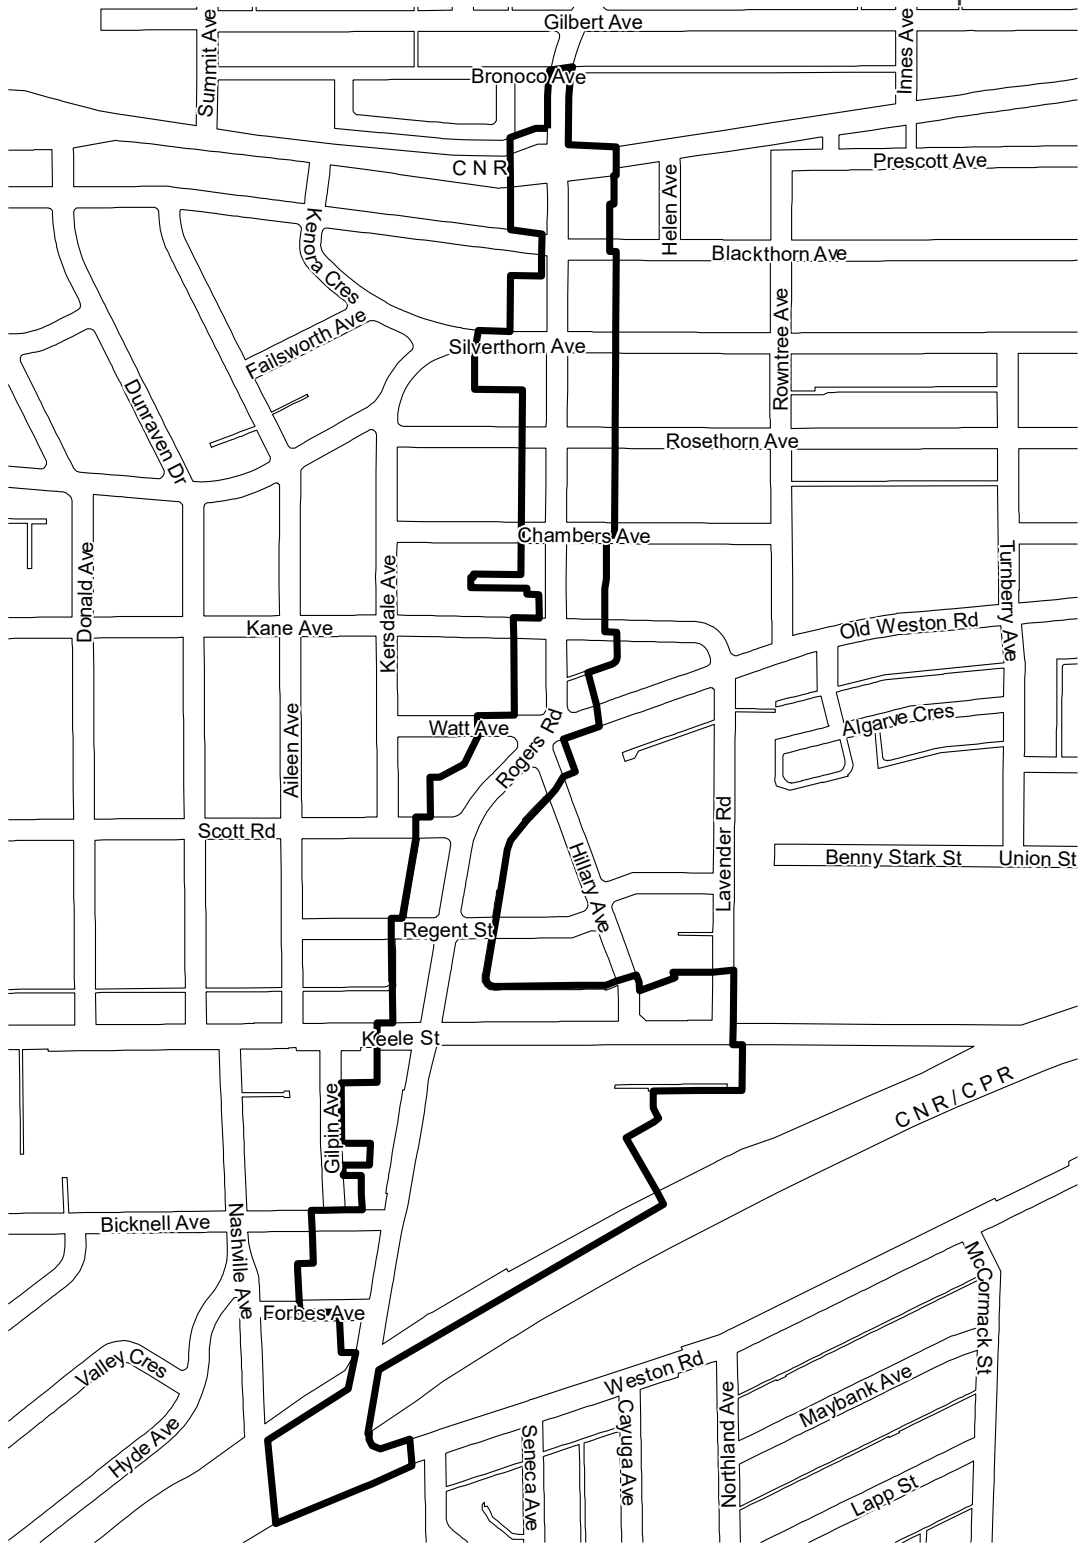 Gilbert Ave
Summit Ave
Innes Ave
Bronoco Ave
C N R
Prescott Ave
Helen Ave
Kenora Cres
Blackthorn Ave
Failsworth Ave
Silverthorn Ave
Rowntree Ave
Dunraven Dr
Rosethorn Ave
Chambers Ave
Donald Ave
Kersdale Ave
Turnberry Ave
Kane Ave
Old Weston Rd
Aileen Ave
Watt Ave
Rogers Rd
Algarve Cres
Scott Rd
Hillary Ave
Lavender Rd
Benny Stark St
Union St
Regent St
Keele St
Gilpin Ave
CNR/CPR
Bicknell Ave
Nashville Ave
Forbes Ave
McCormack St
Valley Cres
Weston Rd
Maybank Ave
Hyde Ave
Seneca Ave
Cayuga Ave
Northland Ave
Lapp St